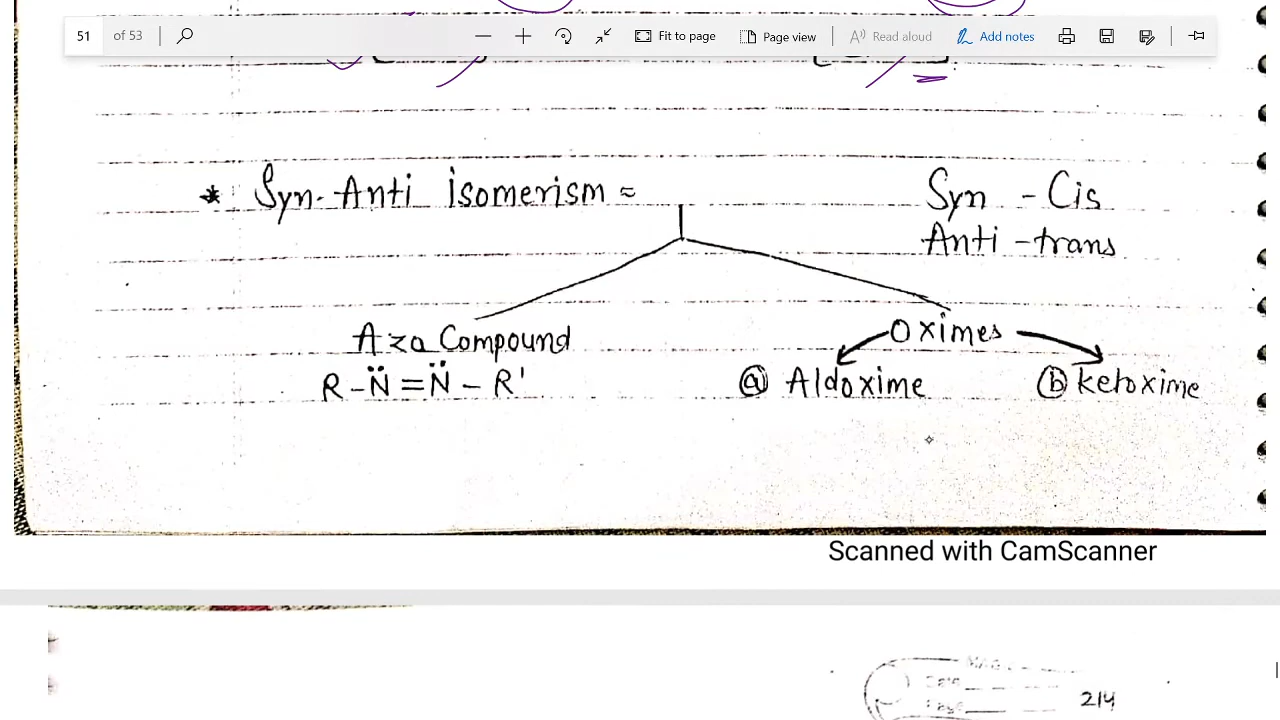 51 of 53 Fit to page Page view Read aloud Add notes
* Syn-Anti isomerism =
Syn - Cis
Anti - trans
Aza Compound
R-N̈=N̈-R'
Oximes
ⓐ Aldoxime
ⓑ Ketoxime
Scanned with CamScanner
214